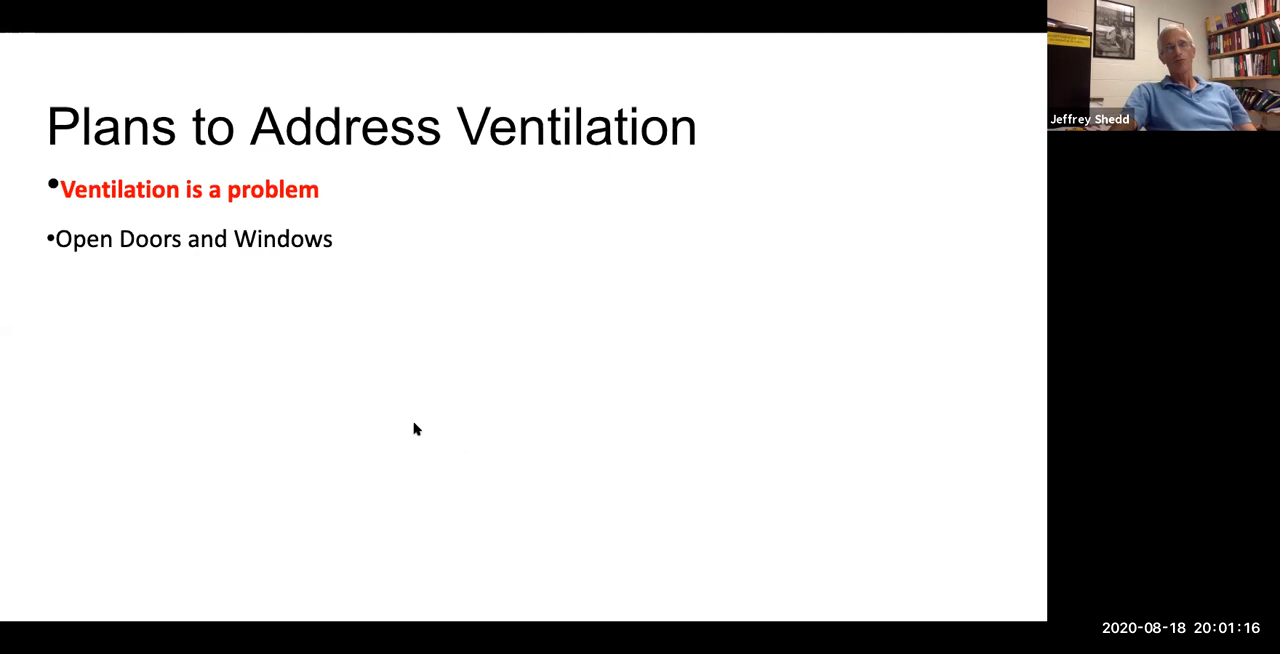 Plans to Address Ventilation
•Ventilation is a problem
•Open Doors and Windows
Jeffrey Shedd
2020-08-18 20:01:16